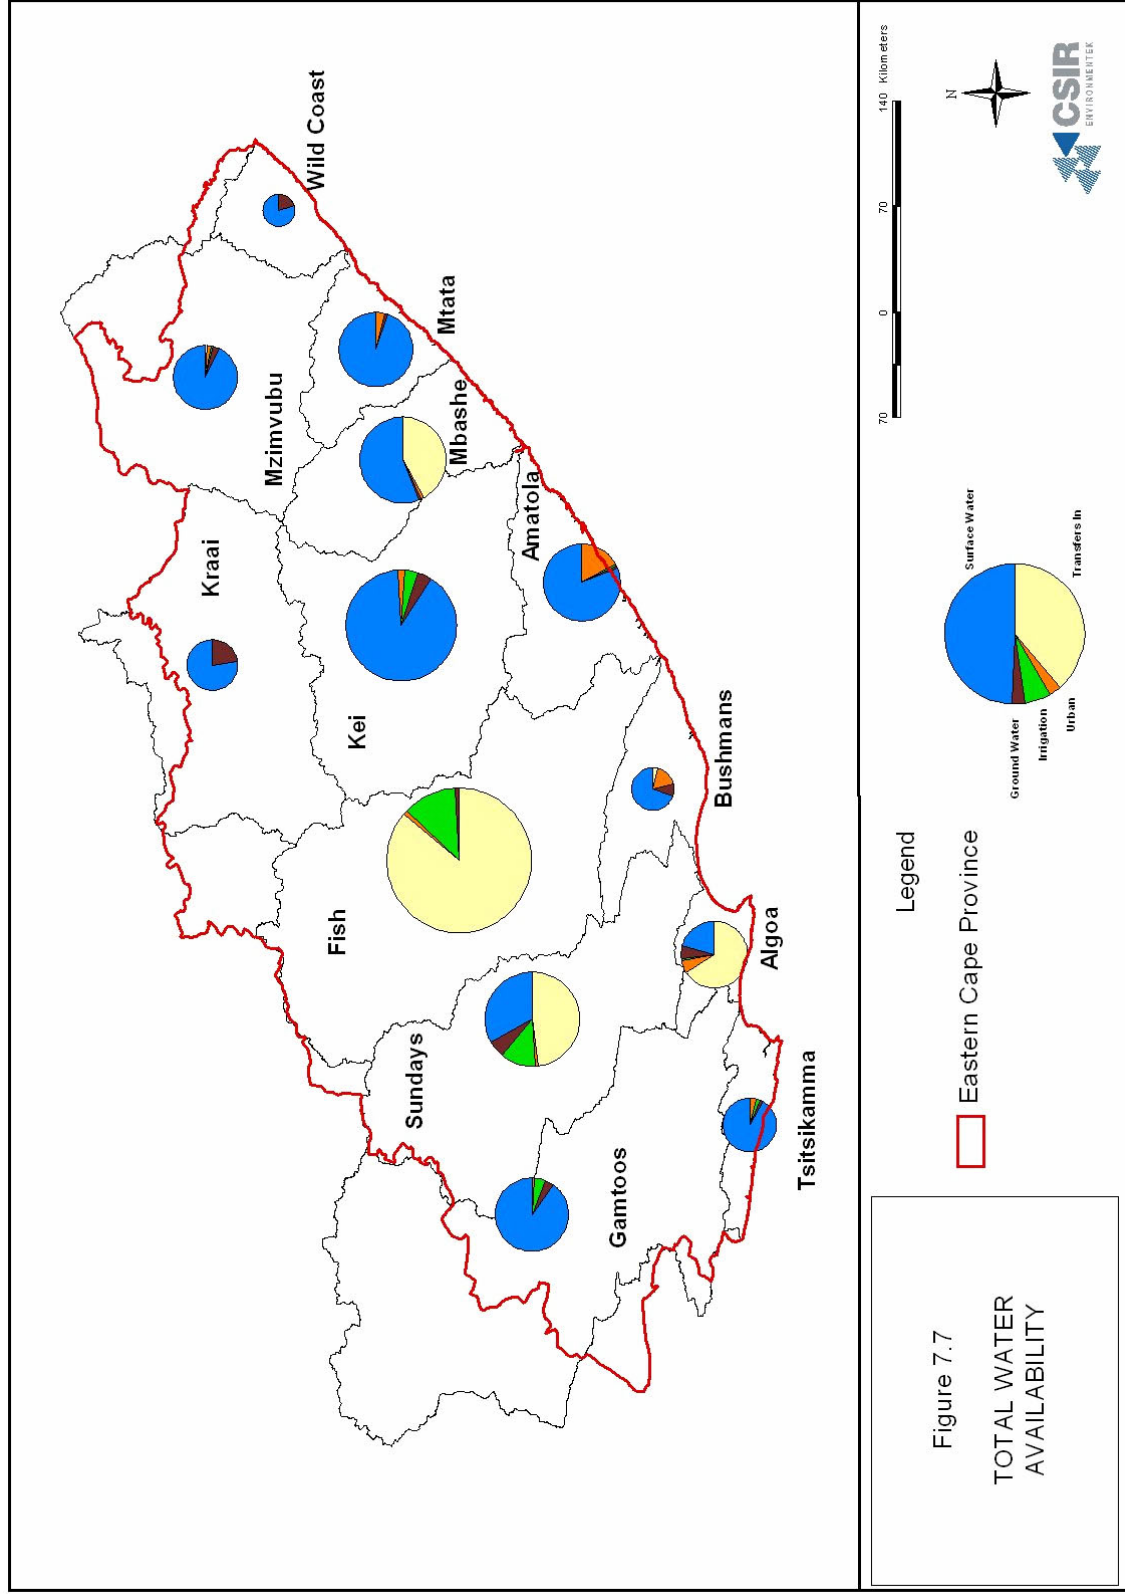 Wild Coast
Mzimvubu
Mtata
Mbashe
Kraai
Amatola
Kei
Bushmans
Fish
Algoa
Sundays
Tsitsikamma
Gamtoos
Figure 7.7
TOTAL WATER
AVAILABILITY
Legend
Eastern Cape Province
Surface Water
Transfers In
Ground Water
Irrigation
Urban
70 0 70 140 Kilometers
N
CSIR
ENVIRONMENTEK